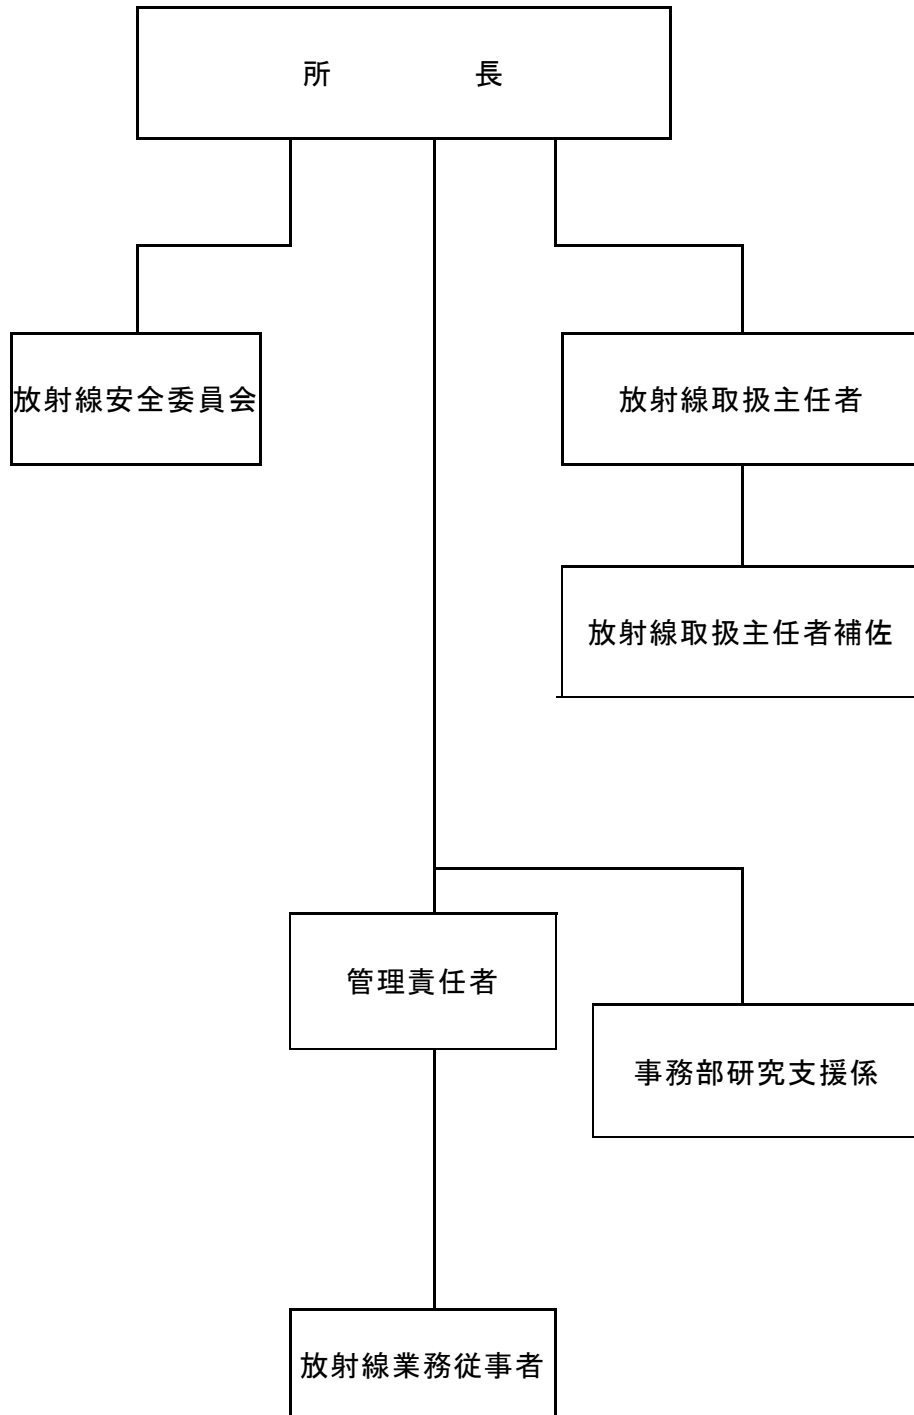 所　　　長
放射線安全委員会
放射線取扱主任者
放射線取扱主任者補佐
管理責任者
事務部研究支援係
放射線業務従事者